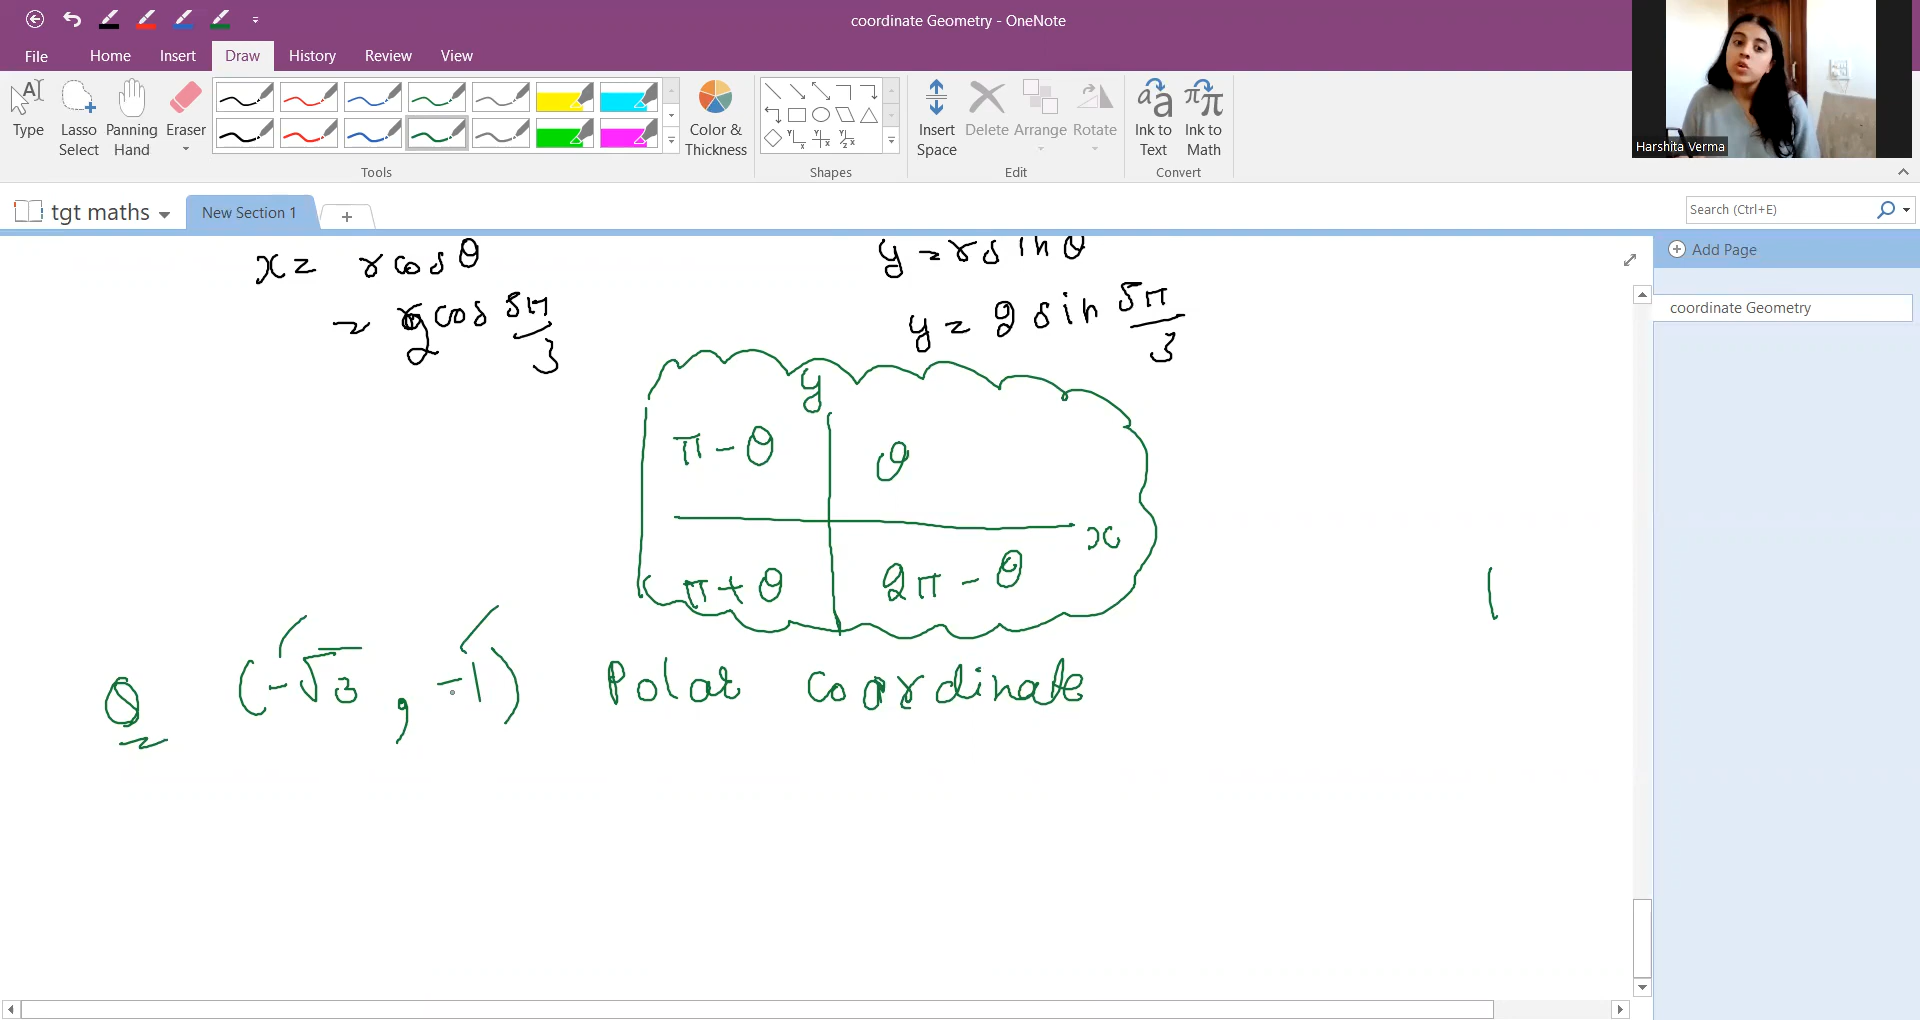 coordinate Geometry - OneNote
File Home Insert Draw History Review View
Type
Lasso Select
Panning Hand
Eraser
Color & Thickness
Insert Space
Delete
Arrange
Rotate
Ink to Text
Ink to Math
Tools
Shapes
Edit
Convert
Harshita Verma
tgt maths
New Section 1
Search (Ctrl+E)
Add Page
coordinate Geometry
x = r cos θ
= 2 cos 5π/3
y = r sin θ
y = 2 sin 5π/3
y
π - θ
θ
x
π + θ
2π - θ
Q (-√3 , -1) Polar coordinate